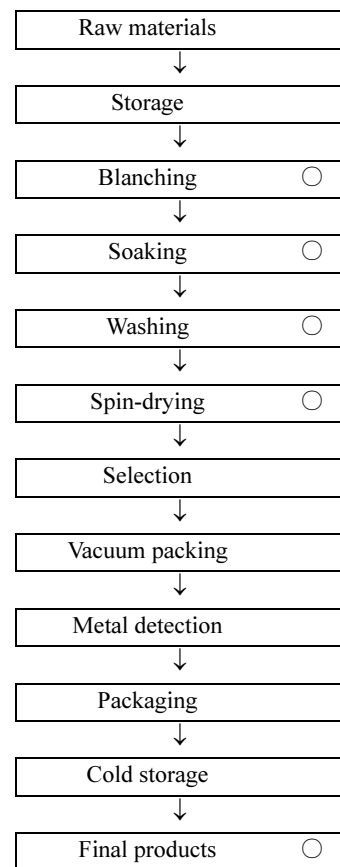 Raw materials
↓
Storage
↓
Blanching ○
↓
Soaking ○
↓
Washing ○
↓
Spin-drying ○
↓
Selection
↓
Vacuum packing
↓
Metal detection
↓
Packaging
↓
Cold storage
↓
Final products ○